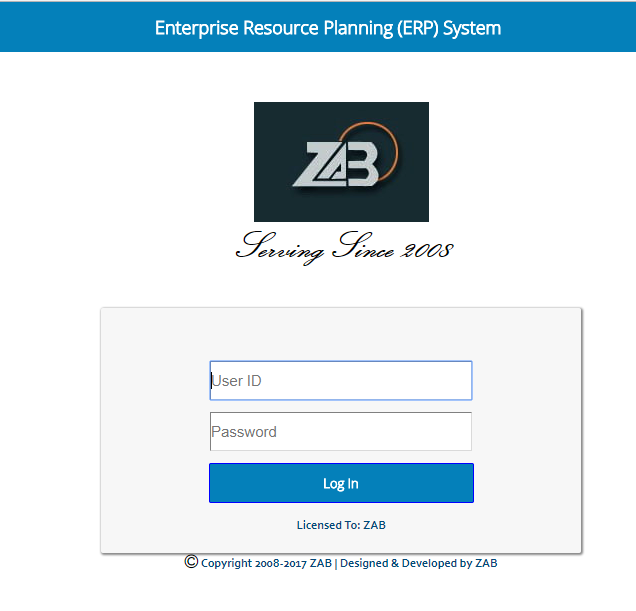 Enterprise Resource Planning (ERP) System
ZAB
Serving Since 2008
User ID
Password
Log In
Licensed To: ZAB
© Copyright 2008-2017 ZAB | Designed & Developed by ZAB